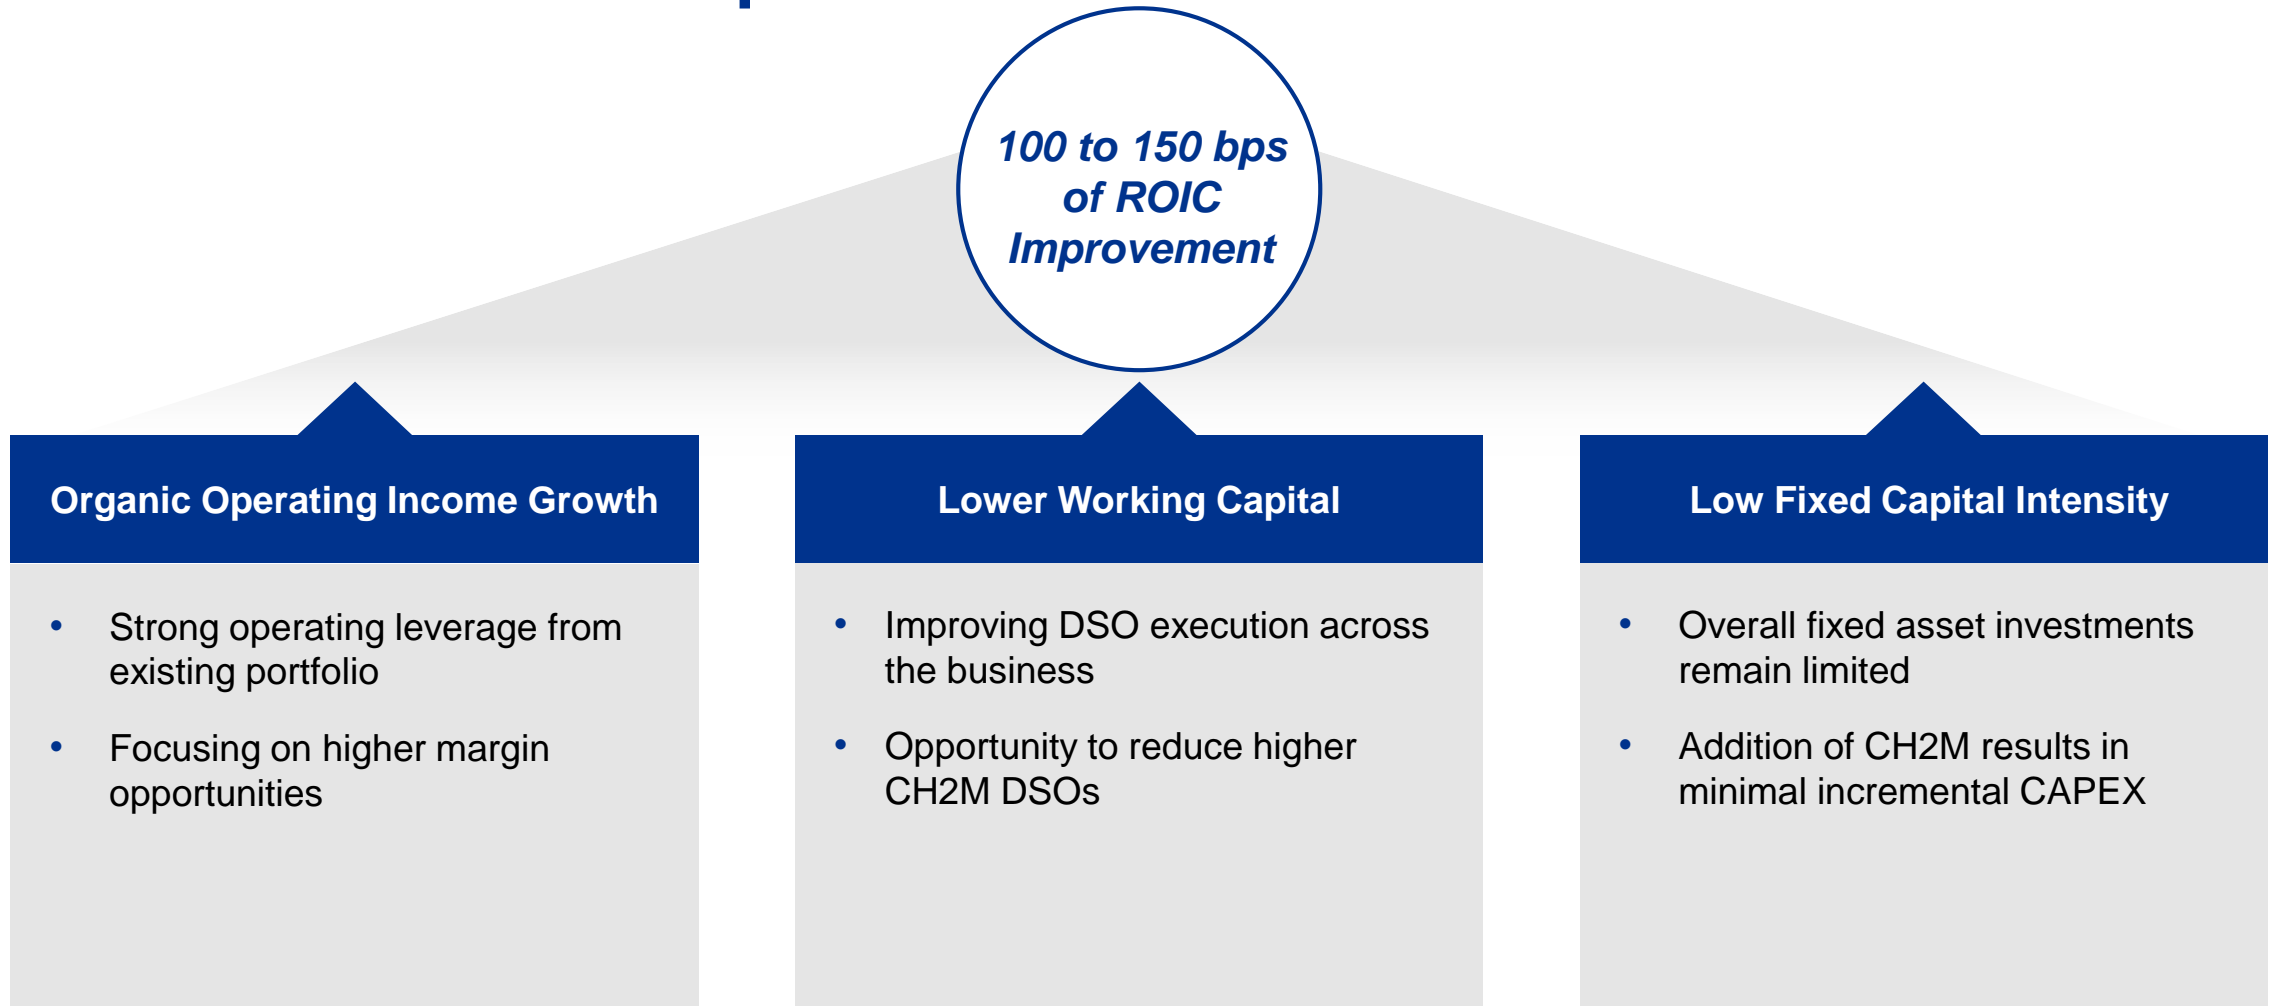 100 to 150 bps
of ROIC
Improvement
Organic Operating Income Growth
• Strong operating leverage from
existing portfolio
• Focusing on higher margin
opportunities
Lower Working Capital
• Improving DSO execution across
the business
• Opportunity to reduce higher
CH2M DSOs
Low Fixed Capital Intensity
• Overall fixed asset investments
remain limited
• Addition of CH2M results in
minimal incremental CAPEX